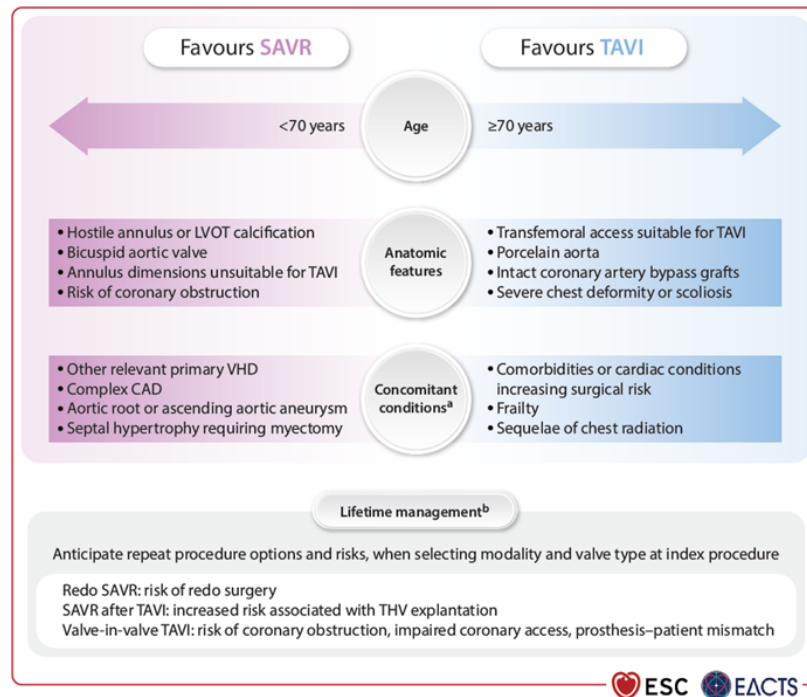 Favours SAVR
Favours TAVI
<70 years
Age
≥70 years
• Hostile annulus or LVOT calcification
• Bicuspid aortic valve
• Annulus dimensions unsuitable for TAVI
• Risk of coronary obstruction
Anatomic
features
• Transfemoral access suitable for TAVI
• Porcelain aorta
• Intact coronary artery bypass grafts
• Severe chest deformity or scoliosis
• Other relevant primary VHD
• Complex CAD
• Aortic root or ascending aortic aneurysm
• Septal hypertrophy requiring myectomy
Concomitant
conditionsᵃ
• Comorbidities or cardiac conditions
increasing surgical risk
• Frailty
• Sequelae of chest radiation
Lifetime managementᵇ
Anticipate repeat procedure options and risks, when selecting modality and valve type at index procedure
Redo SAVR: risk of redo surgery
SAVR after TAVI: increased risk associated with THV explantation
Valve-in-valve TAVI: risk of coronary obstruction, impaired coronary access, prosthesis–patient mismatch
ESC EACTS